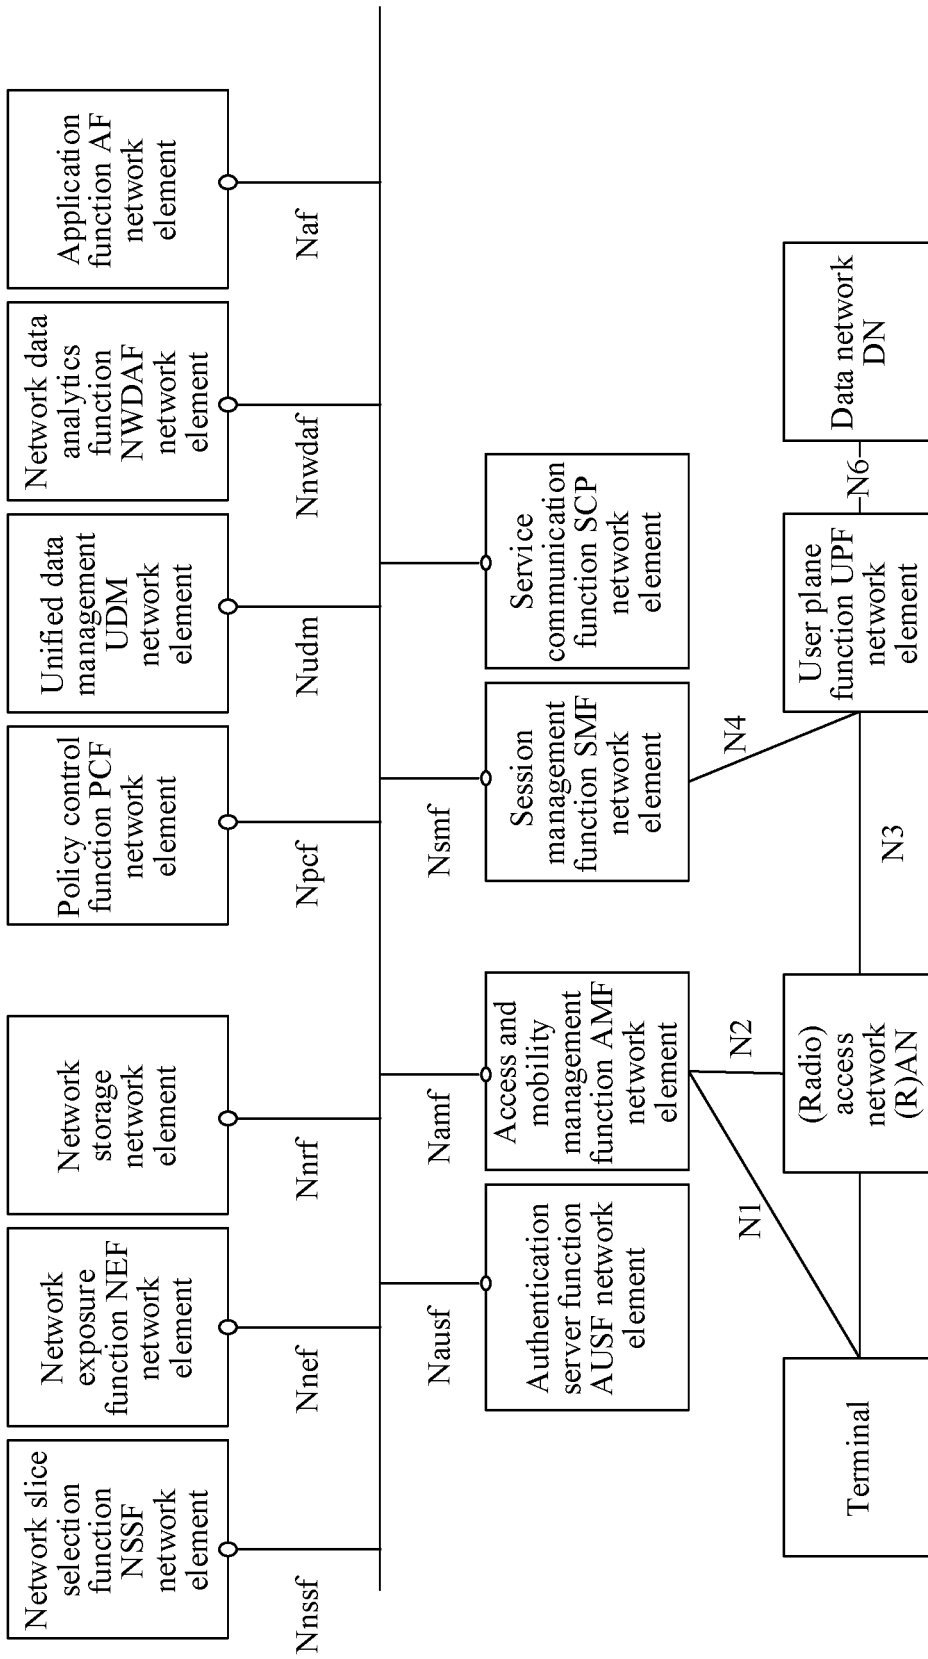 Network slice
selection
function
NSSF
network
element
Network
exposure
function NEF
network
element
Network
storage
network
element
Policy control
function PCF
network
element
Unified data
management
UDM
network
element
Network data
analytics
function
NWDAF
network
element
Application
function AF
network
element
Nnssf
Nnef
Nnrf
Npcf
Nudm
Nnwdaf
Naf
Nausf
Namf
Nsmf
Authentication
server function
AUSF network
element
Access and
mobility
management
function AMF
network
element
Session
management
function SMF
network
element
Service
communication
function SCP
network
element
N1
N2
N4
Terminal
(Radio)
access
network
(R)AN
N3
User plane
function UPF
network
element
N6
Data network
DN